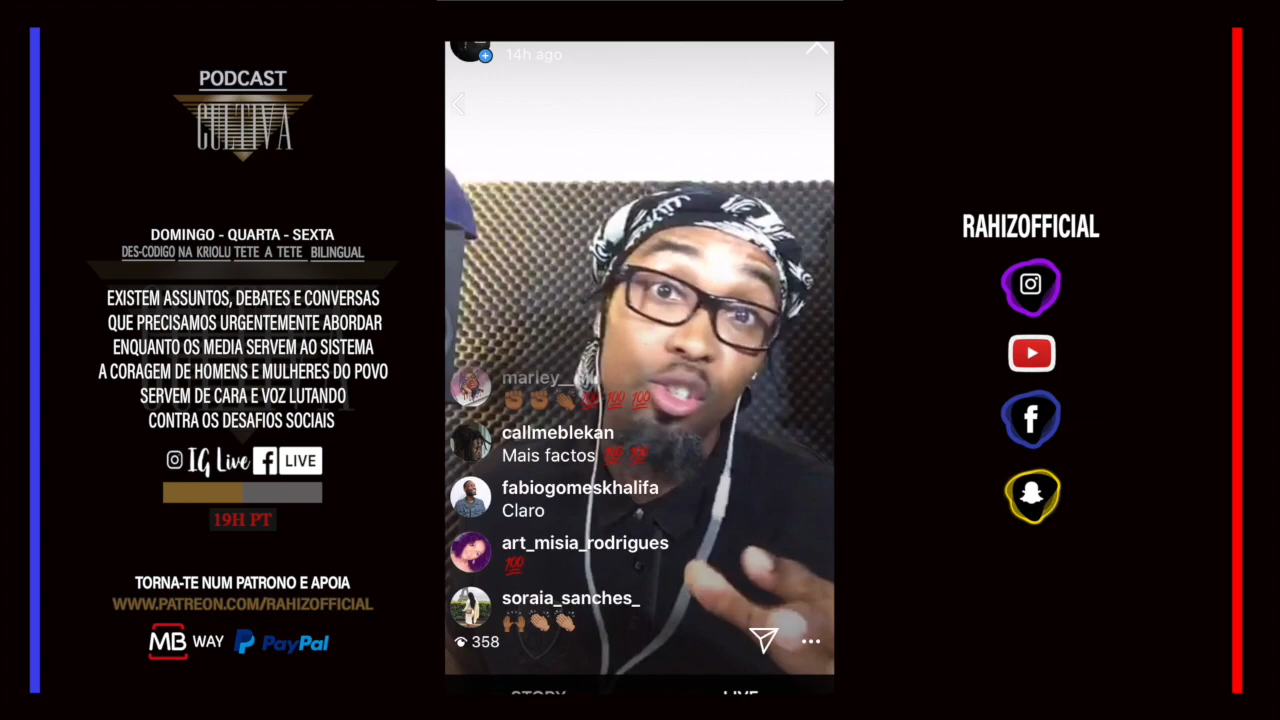 PODCAST
CULTIVA
DOMINGO - QUARTA - SEXTA
DES-CODIGO NA KRIOLU TETE A TETE BILINGUAL
EXISTEM ASSUNTOS, DEBATES E CONVERSAS
QUE PRECISAMOS URGENTEMENTE ABORDAR
ENQUANTO OS MEDIA SERVEM AO SISTEMA
A CORAGEM DE HOMENS E MULHERES DO POVO
SERVEM DE CARA E VOZ LUTANDO
CONTRA OS DESAFIOS SOCIAIS
IG Live f LIVE
19H PT
TORNA-TE NUM PATRONO E APOIA
WWW.PATREON.COM/RAHIZOFFICIAL
MB WAY PayPal
14h ago
✊🏾 ✊🏾 👏🏾 💯 💯 💯
callmeblekan
Mais factos 💯 💯
fabiogomeskhalifa
Claro
art_misia_rodrigues
💯
soraia_sanches_
🙌🏾 👏🏾 👏🏾
358
STORY LIVE
RAHIZOFFICIAL